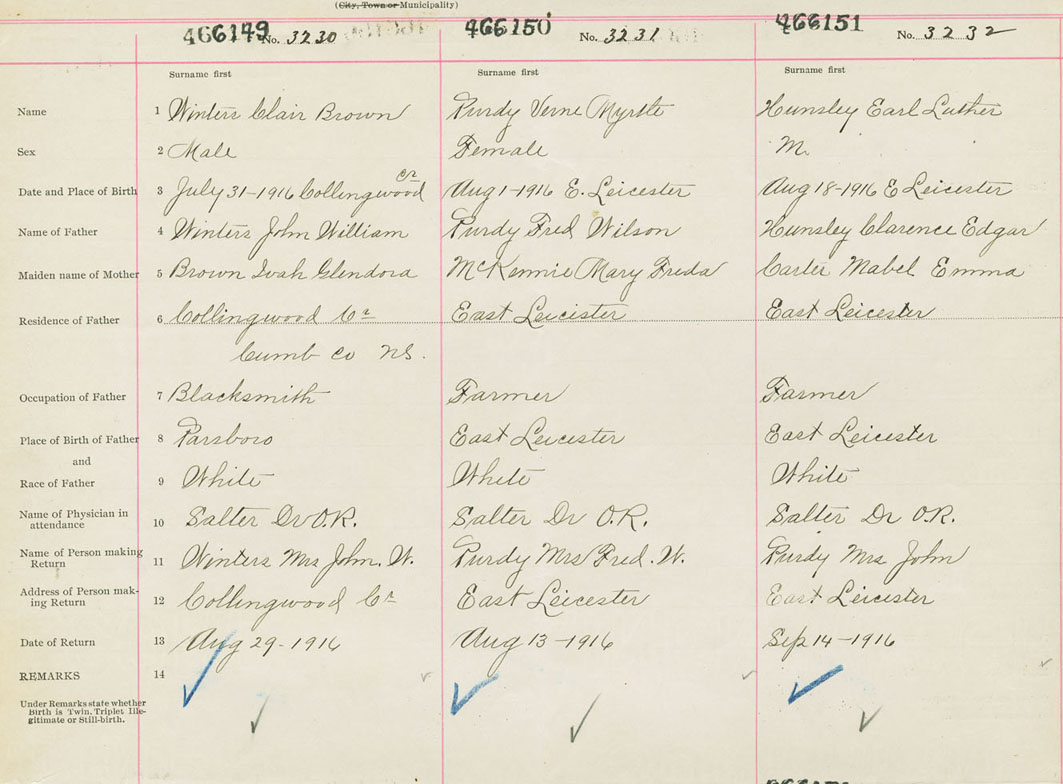 (City, Town or Municipality)
466149 No. 3230 466150 No. 3231 466151 No. 3232
Surname first Surname first Surname first
Name 1 Winters Clair Brown Purdy Verne Myrtle Hunsley Earl Luther
Sex 2 Male Female M.
Date and Place of Birth 3 July 31-1916 Collingwood Cr Aug 1-1916 E. Leicester Aug 18-1916 E Leicester
Name of Father 4 Winters John William Purdy Fred Wilson Hunsley Clarence Edgar
Maiden name of Mother 5 Brown Ivah Glendora McKennie Mary Freda Carter Mabel Emma
Residence of Father 6 Collingwood Cr East Leicester East Leicester
Cumb Co N.S.
Occupation of Father 7 Blacksmith Farmer Farmer
Place of Birth of Father 8 Parsboro East Leicester East Leicester
and
Race of Father 9 White White White
Name of Physician in
attendance 10 Salter Dr O.R. Salter Dr O.R. Salter Dr O.R.
Name of Person making
Return 11 Winters Mrs John. W. Purdy Mrs Fred. W. Purdy Mrs John
Address of Person mak-
ing Return 12 Collingwood Cr East Leicester East Leicester
Date of Return 13 Aug 29-1916 Aug 13-1916 Sep 14-1916
REMARKS 14
Under Remarks state whether
Birth is Twin, Triplet Ille-
gitimate or Still-birth.